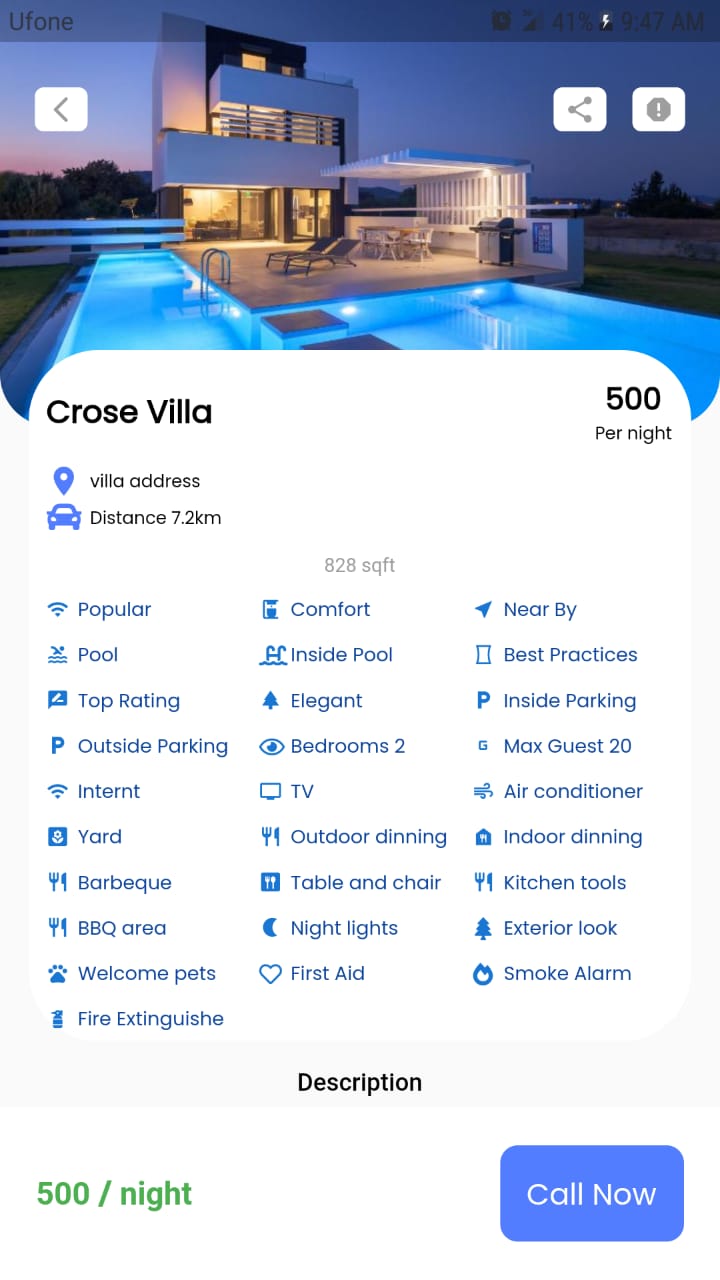 Ufone 41% 9:47 AM
Crose Villa
500
Per night
villa address
Distance 7.2km
828 sqft
Popular Comfort Near By
Pool Inside Pool Best Practices
Top Rating Elegant P Inside Parking
P Outside Parking Bedrooms 2 G Max Guest 20
Internt TV Air conditioner
Yard Outdoor dinning Indoor dinning
Barbeque Table and chair Kitchen tools
BBQ area Night lights Exterior look
Welcome pets First Aid Smoke Alarm
Fire Extinguishe
Description
500 / night
Call Now